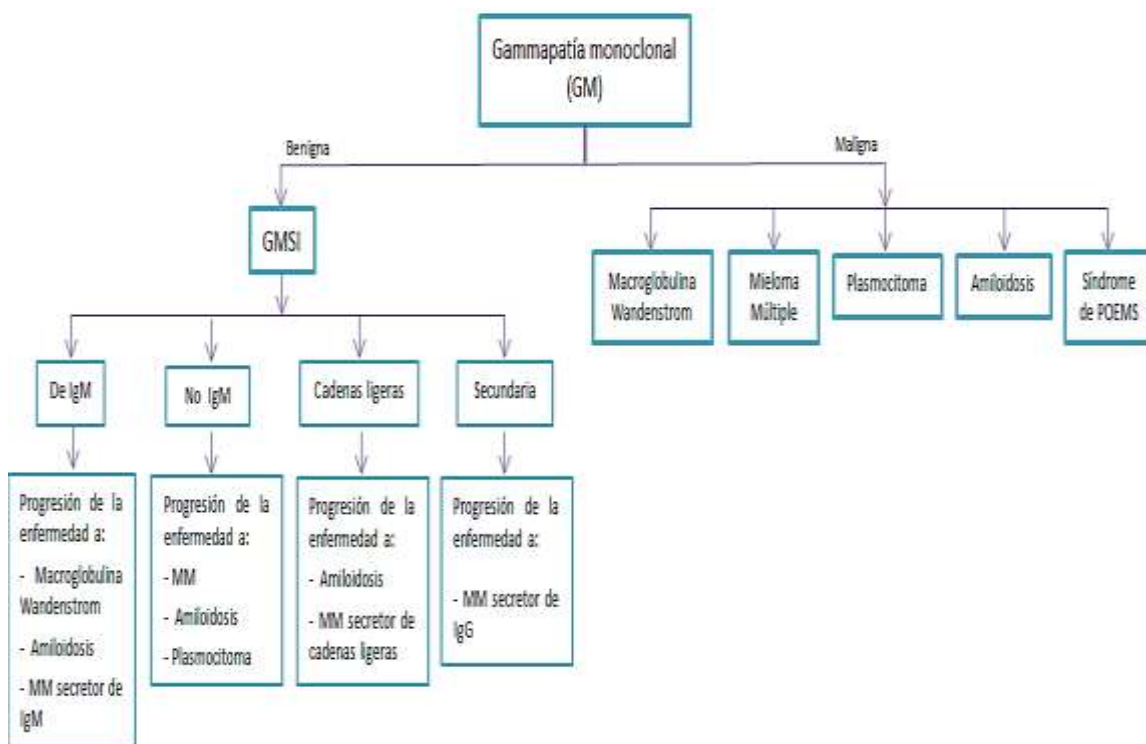 Gammapatía monoclonal
(GM)
Benigna
Maligna
GMSI
Macroglobulina
Wandenstrom
Mieloma
Múltiple
Plasmocitoma
Amiloidosis
Síndrome
de POEMS
De IgM
No IgM
Cadenas ligeras
Secundaria
Progresión de la
enfermedad a:
- Macroglobulina
Wandenstrom
- Amiloidosis
- MM secretor de
IgM
Progresión de la
enfermedad a:
- MM
- Amiloidosis
- Plasmocitoma
Progresión de la
enfermedad a:
- Amiloidosis
- MM secretor de
cadenas ligeras
Progresión de la
enfermedad a:
- MM secretor de
IgG